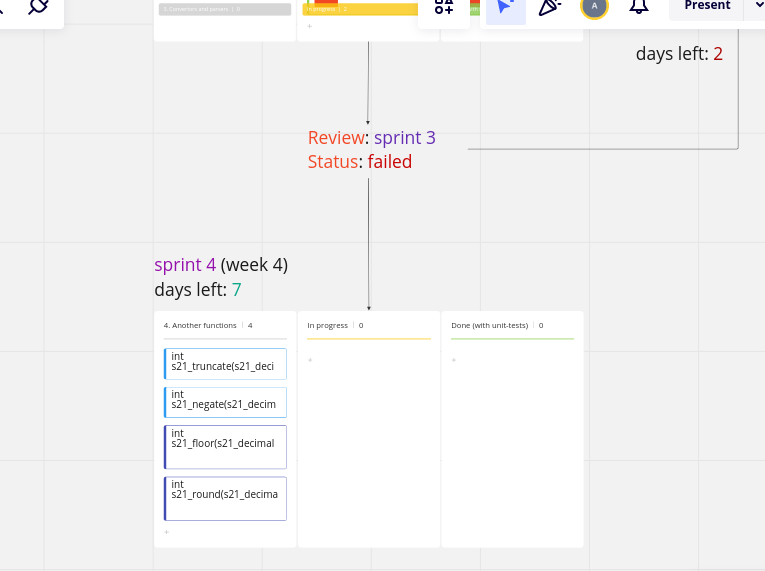 3. Convertors and parsers | 0
In progress | 2
A
Present
days left: 2
Review: sprint 3
Status: failed
sprint 4 (week 4)
days left: 7
4. Another functions | 4
In progress | 0
Done (with unit-tests) | 0
int
s21_truncate(s21_deci
int
s21_negate(s21_decim
int
s21_floor(s21_decimal
int
s21_round(s21_decima